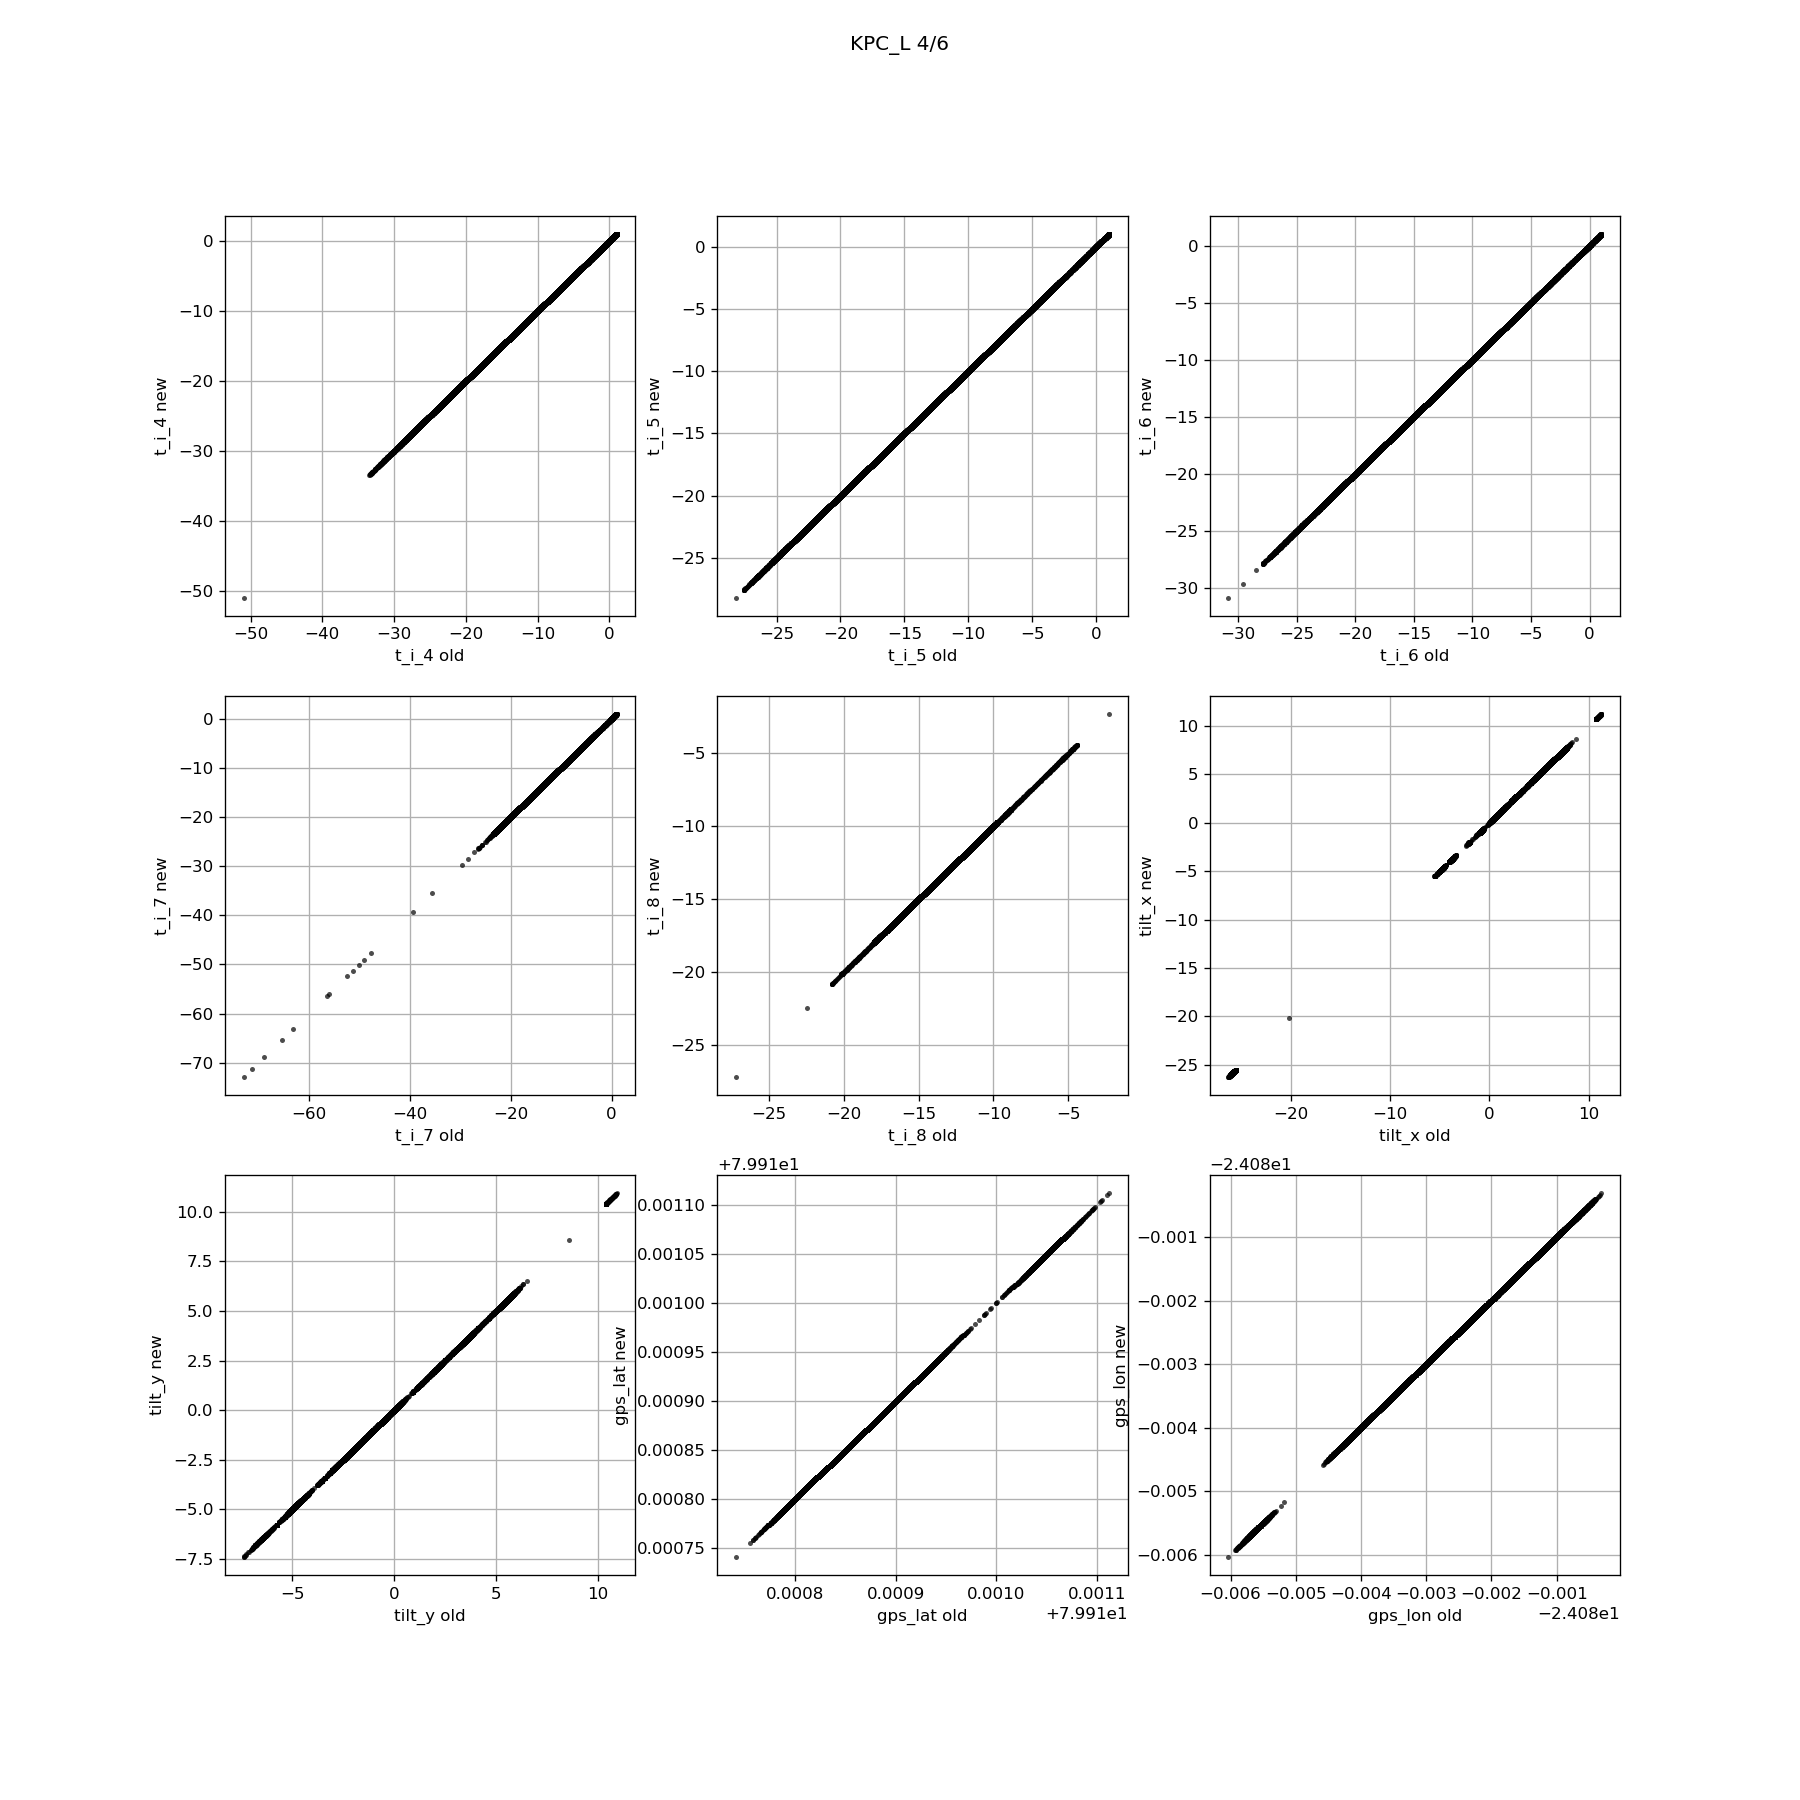 KPC_L 4/6
0
−10
−20
−30
−40
−50
t_i_4 new
−50 −40 −30 −20 −10 0
t_i_4 old
0
−5
−10
−15
−20
−25
t_i_5 new
−25 −20 −15 −10 −5 0
t_i_5 old
0
−5
−10
−15
−20
−25
−30
t_i_6 new
−30 −25 −20 −15 −10 −5 0
t_i_6 old
0
−10
−20
−30
−40
−50
−60
−70
t_i_7 new
−60 −40 −20 0
t_i_7 old
−5
−10
−15
−20
−25
t_i_8 new
−25 −20 −15 −10 −5
t_i_8 old
10
5
0
−5
−10
−15
−20
−25
tilt_x new
−20 −10 0 10
tilt_x old
10.0
7.5
5.0
2.5
0.0
−2.5
−5.0
−7.5
tilt_y new
−5 0 5 10
tilt_y old
+7.991e1
0.00110
0.00105
0.00100
0.00095
0.00090
0.00085
0.00080
0.00075
gps_lat new
0.0008 0.0009 0.0010 0.0011
gps_lat old
+7.991e1
−2.408e1
−0.001
−0.002
−0.003
−0.004
−0.005
−0.006
gps_lon new
−0.006 −0.005 −0.004 −0.003 −0.002 −0.001
gps_lon old
−2.408e1